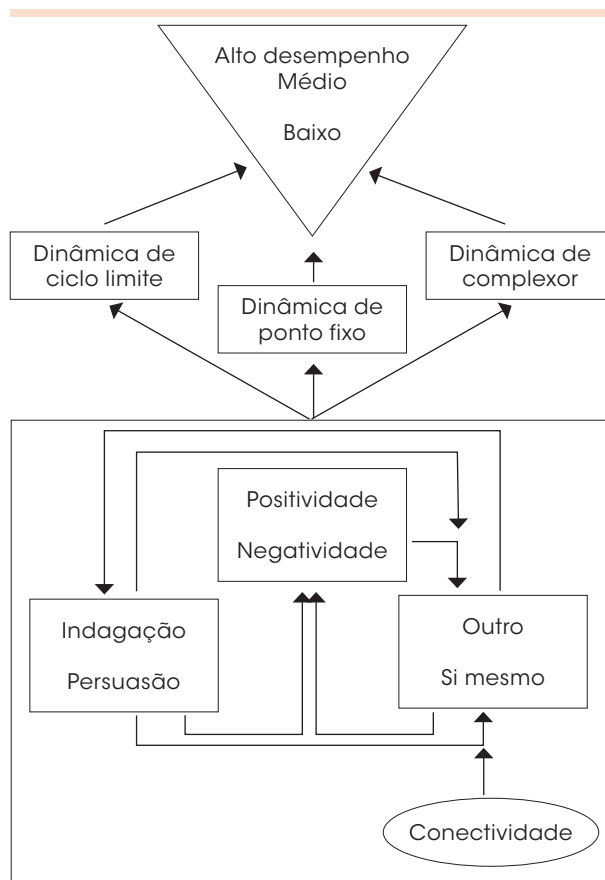 Alto desempenho
Médio
Baixo
Dinâmica de
ciclo limite
Dinâmica de
ponto fixo
Dinâmica de
complexor
Positividade
Negatividade
Indagação
Persuasão
Outro
Si mesmo
Conectividade